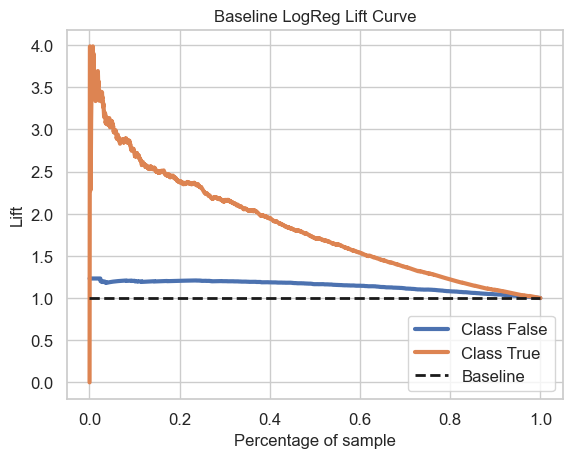 Baseline LogReg Lift Curve
4.0
3.5
3.0
2.5
2.0
1.5
1.0
0.5
0.0
Lift
0.0 0.2 0.4 0.6 0.8 1.0
Percentage of sample
Class False
Class True
Baseline